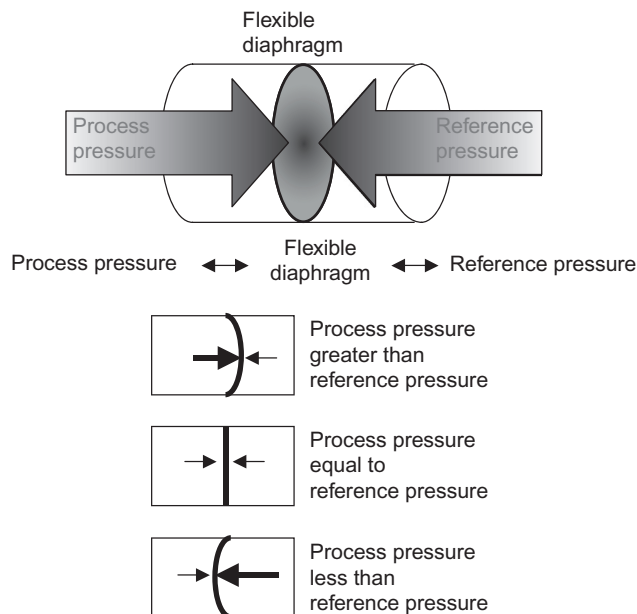 Flexible
diaphragm
Process
pressure
Reference
pressure
Process pressure
Flexible
diaphragm
Reference pressure
Process pressure
greater than
reference pressure
Process pressure
equal to
reference pressure
Process pressure
less than
reference pressure